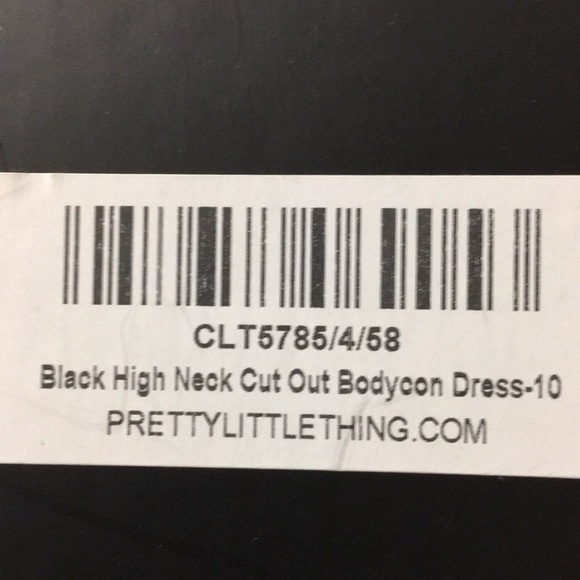 CLT5785/4/58
Black High Neck Cut Out Bodycon Dress-10
PRETTYLITTLETHING.COM